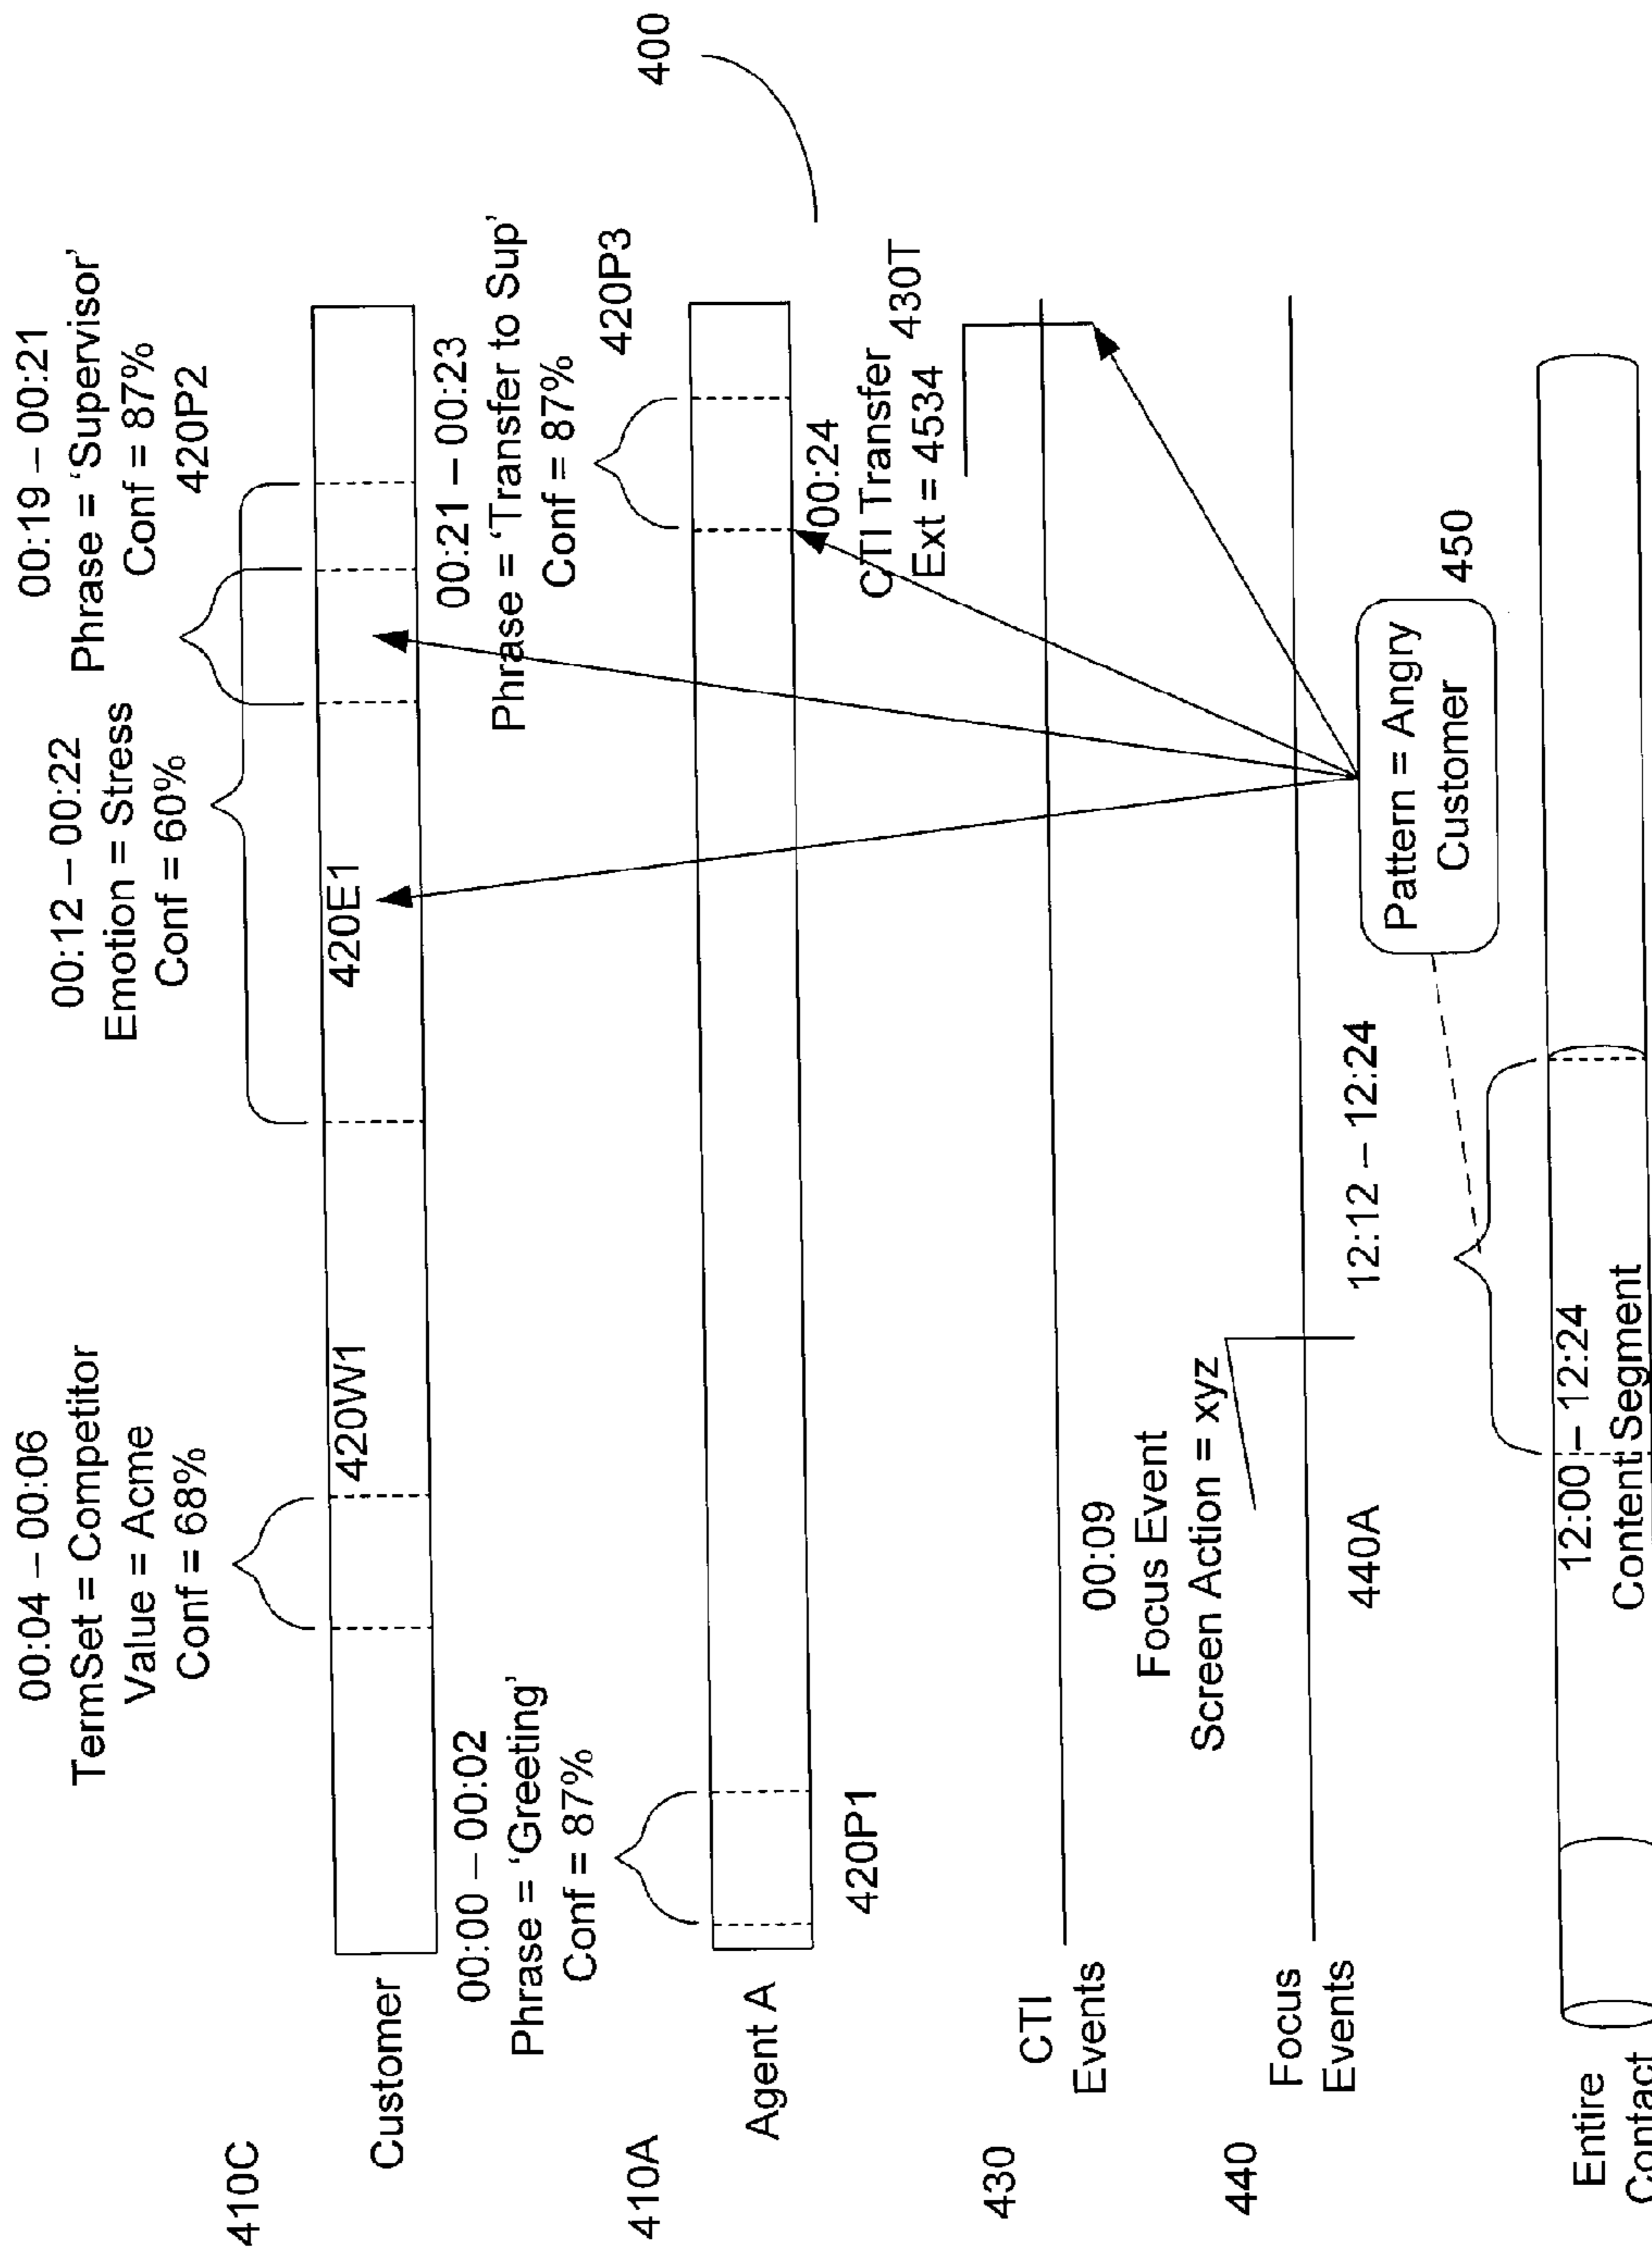 00:04 – 00:06
TermSet = Competitor
Value = Acme
Conf = 68%
00:12 – 00:22
Emotion = Stress
Conf = 60%
00:19 – 00:21
Phrase = ‘Supervisor’
Conf = 87%
420P2
410C
Customer
420W1
420E1
00:00 – 00:02
Phrase = ‘Greeting’
Conf = 87%
00:21 – 00:23
Phrase = ‘Transfer to Sup’
Conf = 87%
420P3
400
410A
Agent A
420P1
00:24
CTI Transfer
Ext = 4534
430T
430
CTI
Events
00:09
Focus Event
Screen Action = xyz
440
Focus
Events
440A
12:12 – 12:24
Pattern = Angry
Customer
450
Entire
Contact
12:00 – 12:24
Content Segment